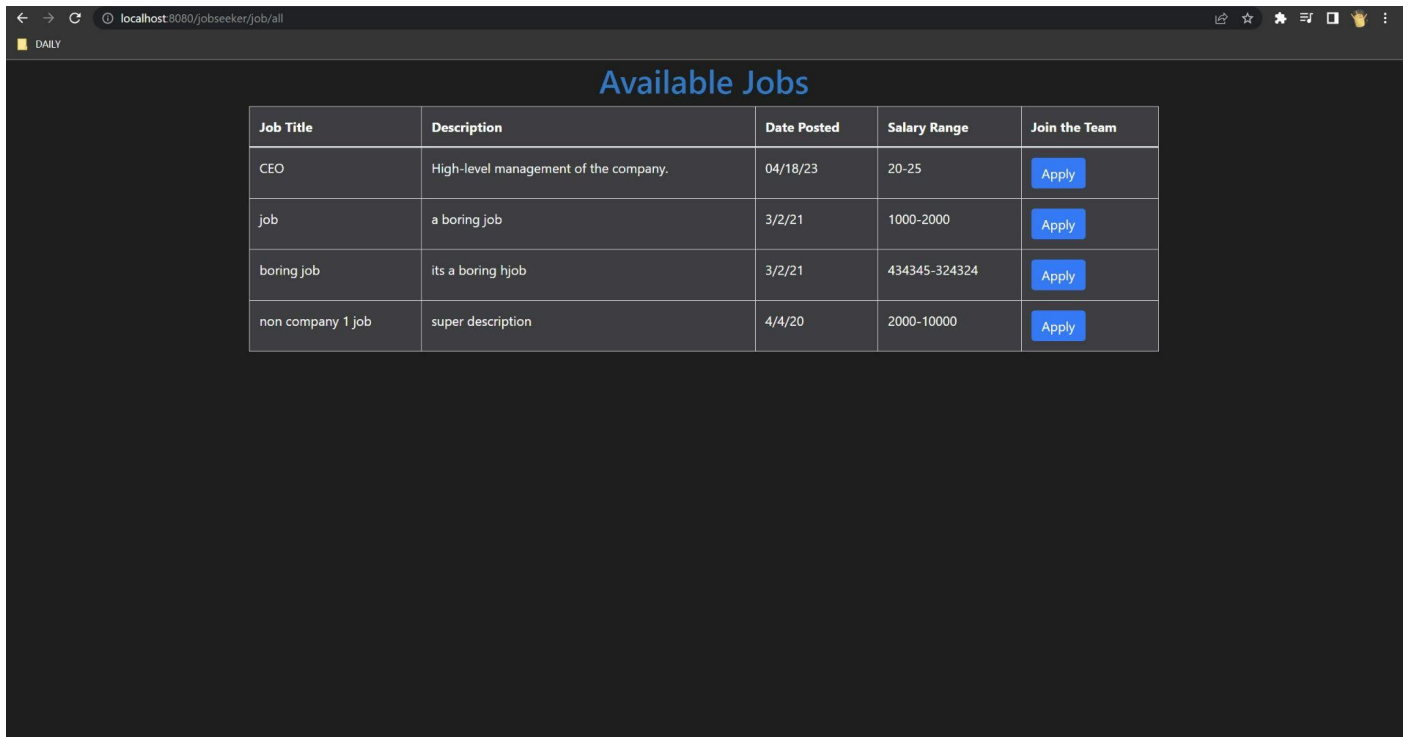 localhost:8080/jobseeker/job/all
DAILY
Available Jobs
Job Title Description Date Posted Salary Range Join the Team
CEO High-level management of the company. 04/18/23 20-25 Apply
job a boring job 3/2/21 1000-2000 Apply
boring job its a boring hjob 3/2/21 434345-324324 Apply
non company 1 job super description 4/4/20 2000-10000 Apply